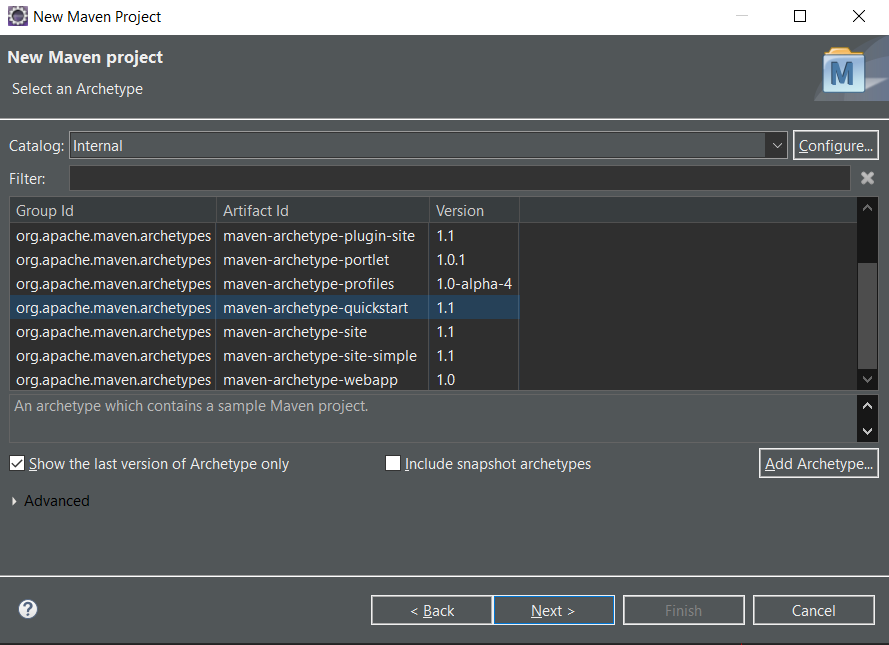 New Maven Project
New Maven project
Select an Archetype
M
Catalog: Internal Configure...
Filter:
Group Id Artifact Id Version
org.apache.maven.archetypes maven-archetype-plugin-site 1.1
org.apache.maven.archetypes maven-archetype-portlet 1.0.1
org.apache.maven.archetypes maven-archetype-profiles 1.0-alpha-4
org.apache.maven.archetypes maven-archetype-quickstart 1.1
org.apache.maven.archetypes maven-archetype-site 1.1
org.apache.maven.archetypes maven-archetype-site-simple 1.1
org.apache.maven.archetypes maven-archetype-webapp 1.0
An archetype which contains a sample Maven project.
Show the last version of Archetype only Include snapshot archetypes Add Archetype...
Advanced
? < Back Next > Finish Cancel